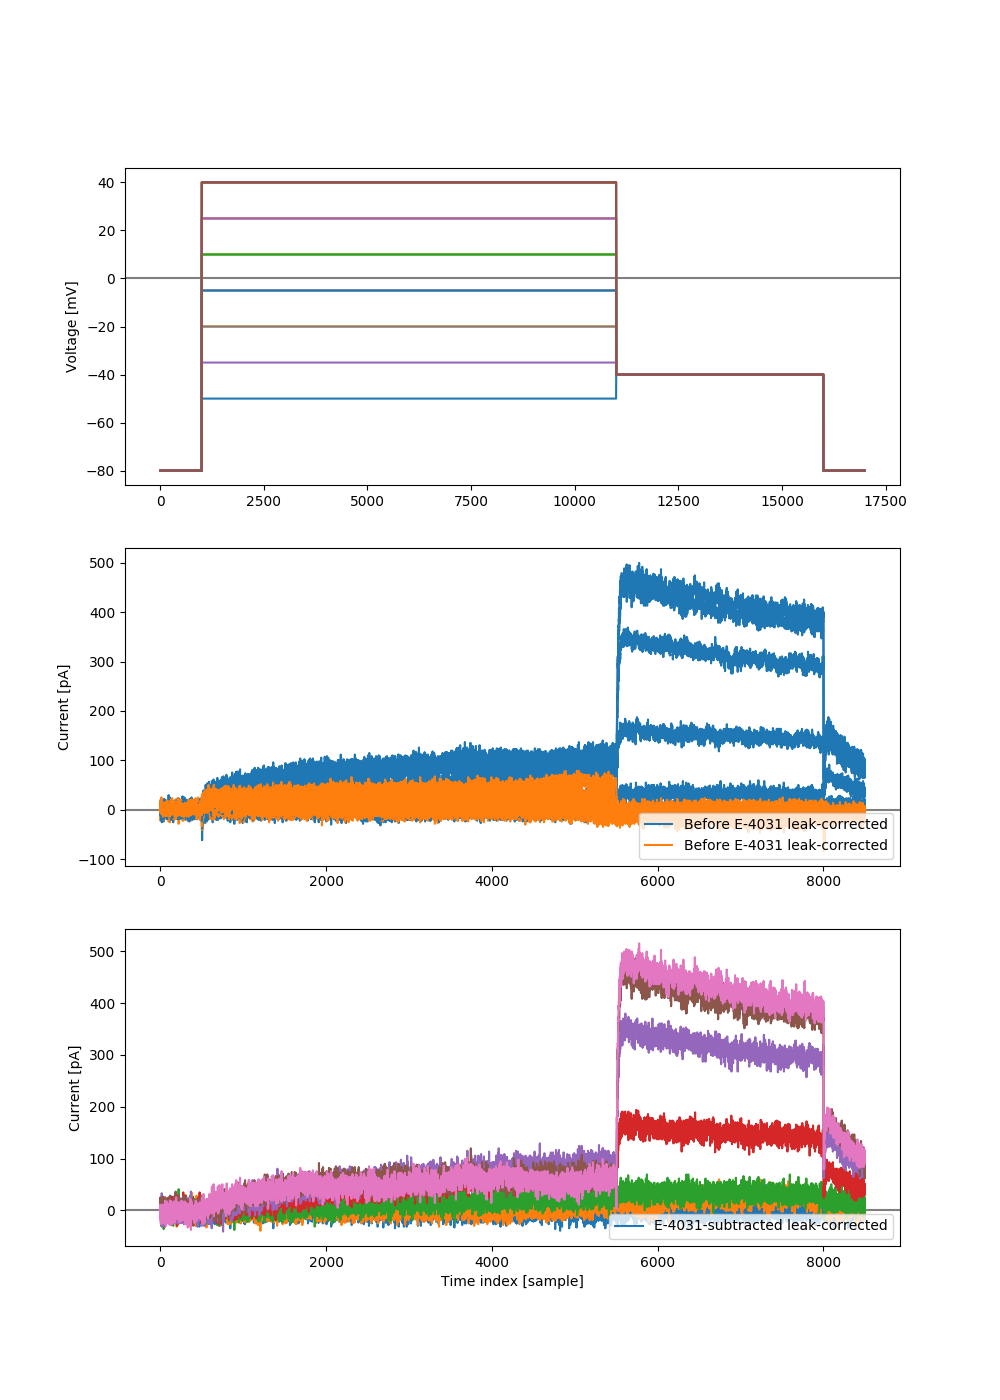 40
20
0
−20
−40
−60
−80
Voltage [mV]
0 2500 5000 7500 10000 12500 15000 17500
500
400
300
200
100
0
−100
Current [pA]
Before E-4031 leak-corrected
Before E-4031 leak-corrected
0 2000 4000 6000 8000
500
400
300
200
100
0
Current [pA]
E-4031-subtracted leak-corrected
0 2000 4000 6000 8000
Time index [sample]